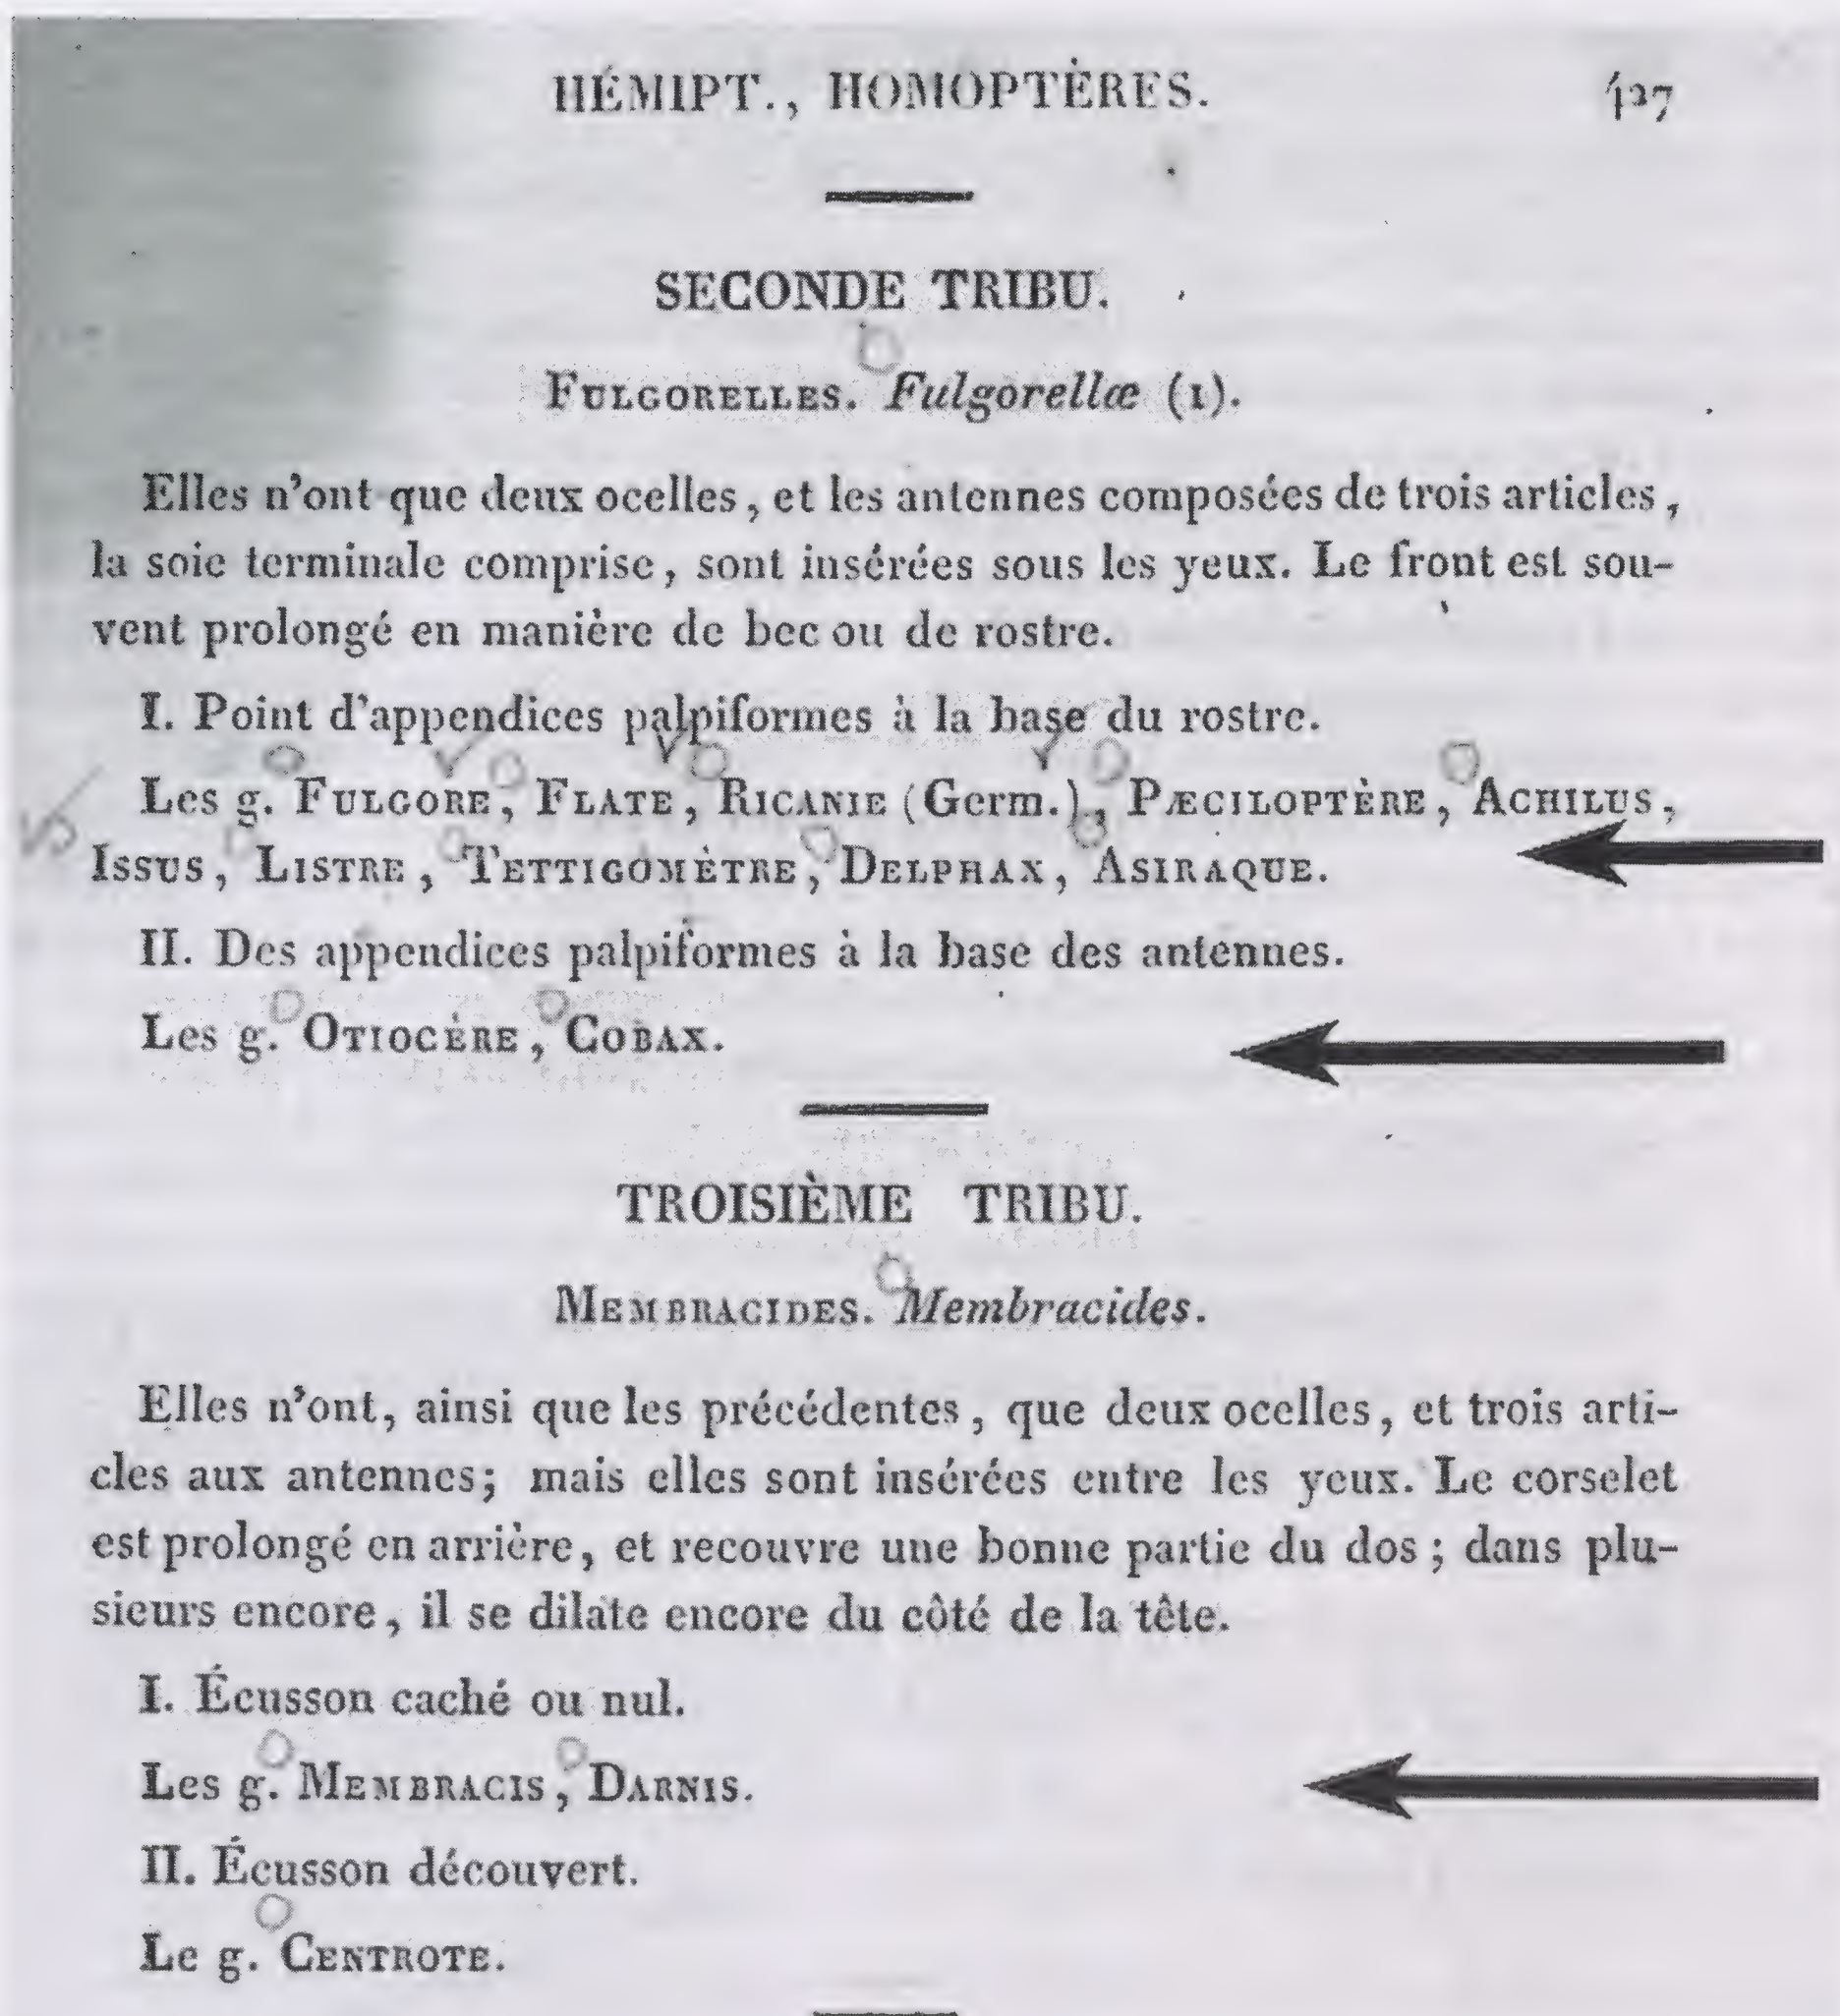 HÉMIPT., HOMOPTÈRES. 427
SECONDE TRIBU.
FULGORELLES. Fulgorellæ (1).
Elles n'ont que deux ocelles, et les antennes composées de trois articles,
la soie terminale comprise, sont insérées sous les yeux. Le front est sou-
vent prolongé en manière de bec ou de rostre.
I. Point d'appendices palpiformes à la base du rostre.
Les g. FULGORE, FLATE, RICANIE (Germ.), PÆCILOPTÈRE, ACHILUS,
ISSUS, LISTRE, TETTIGOMÈTRE, DELPHAX, ASIRAQUE.
II. Des appendices palpiformes à la base des antennes.
Les g. OTIOCÈRE, COBAX.
TROISIÈME TRIBU.
MEMBRACIDES. Membracides.
Elles n'ont, ainsi que les précédentes, que deux ocelles, et trois arti-
cles aux antennes; mais elles sont insérées entre les yeux. Le corselet
est prolongé en arrière, et recouvre une bonne partie du dos; dans plu-
sieurs encore, il se dilate encore du côté de la tête.
I. Écusson caché ou nul.
Les g. MEMBRACIS, DARNIS.
II. Écusson découvert.
Le g. CENTROTE.